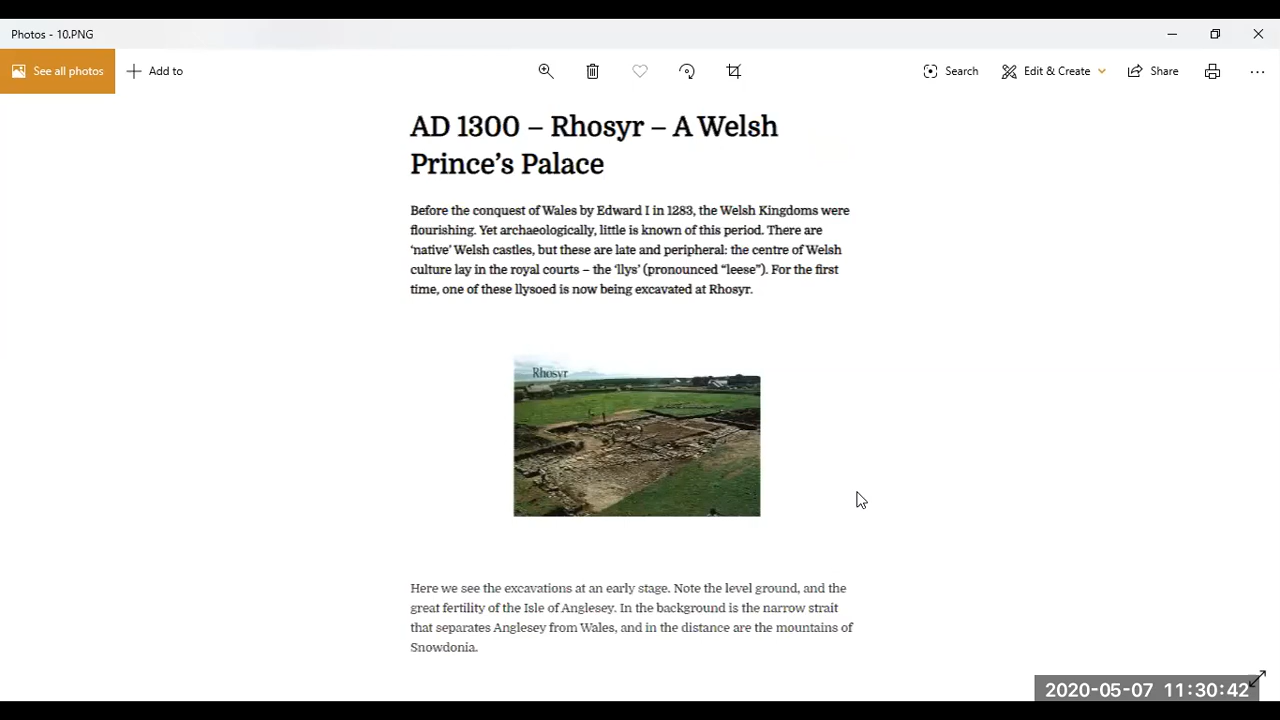 Photos - 10.PNG
See all photos
Add to
Search
Edit & Create
Share
AD 1300 – Rhosyr – A Welsh
Prince’s Palace
Before the conquest of Wales by Edward I in 1283, the Welsh Kingdoms were
flourishing. Yet archaeologically, little is known of this period. There are
‘native’ Welsh castles, but these are late and peripheral: the centre of Welsh
culture lay in the royal courts – the ‘llys’ (pronounced “leese”). For the first
time, one of these llysoed is now being excavated at Rhosyr.
Rhosyr
Here we see the excavations at an early stage. Note the level ground, and the
great fertility of the Isle of Anglesey. In the background is the narrow strait
that separates Anglesey from Wales, and in the distance are the mountains of
Snowdonia.
2020-05-07 11:30:42